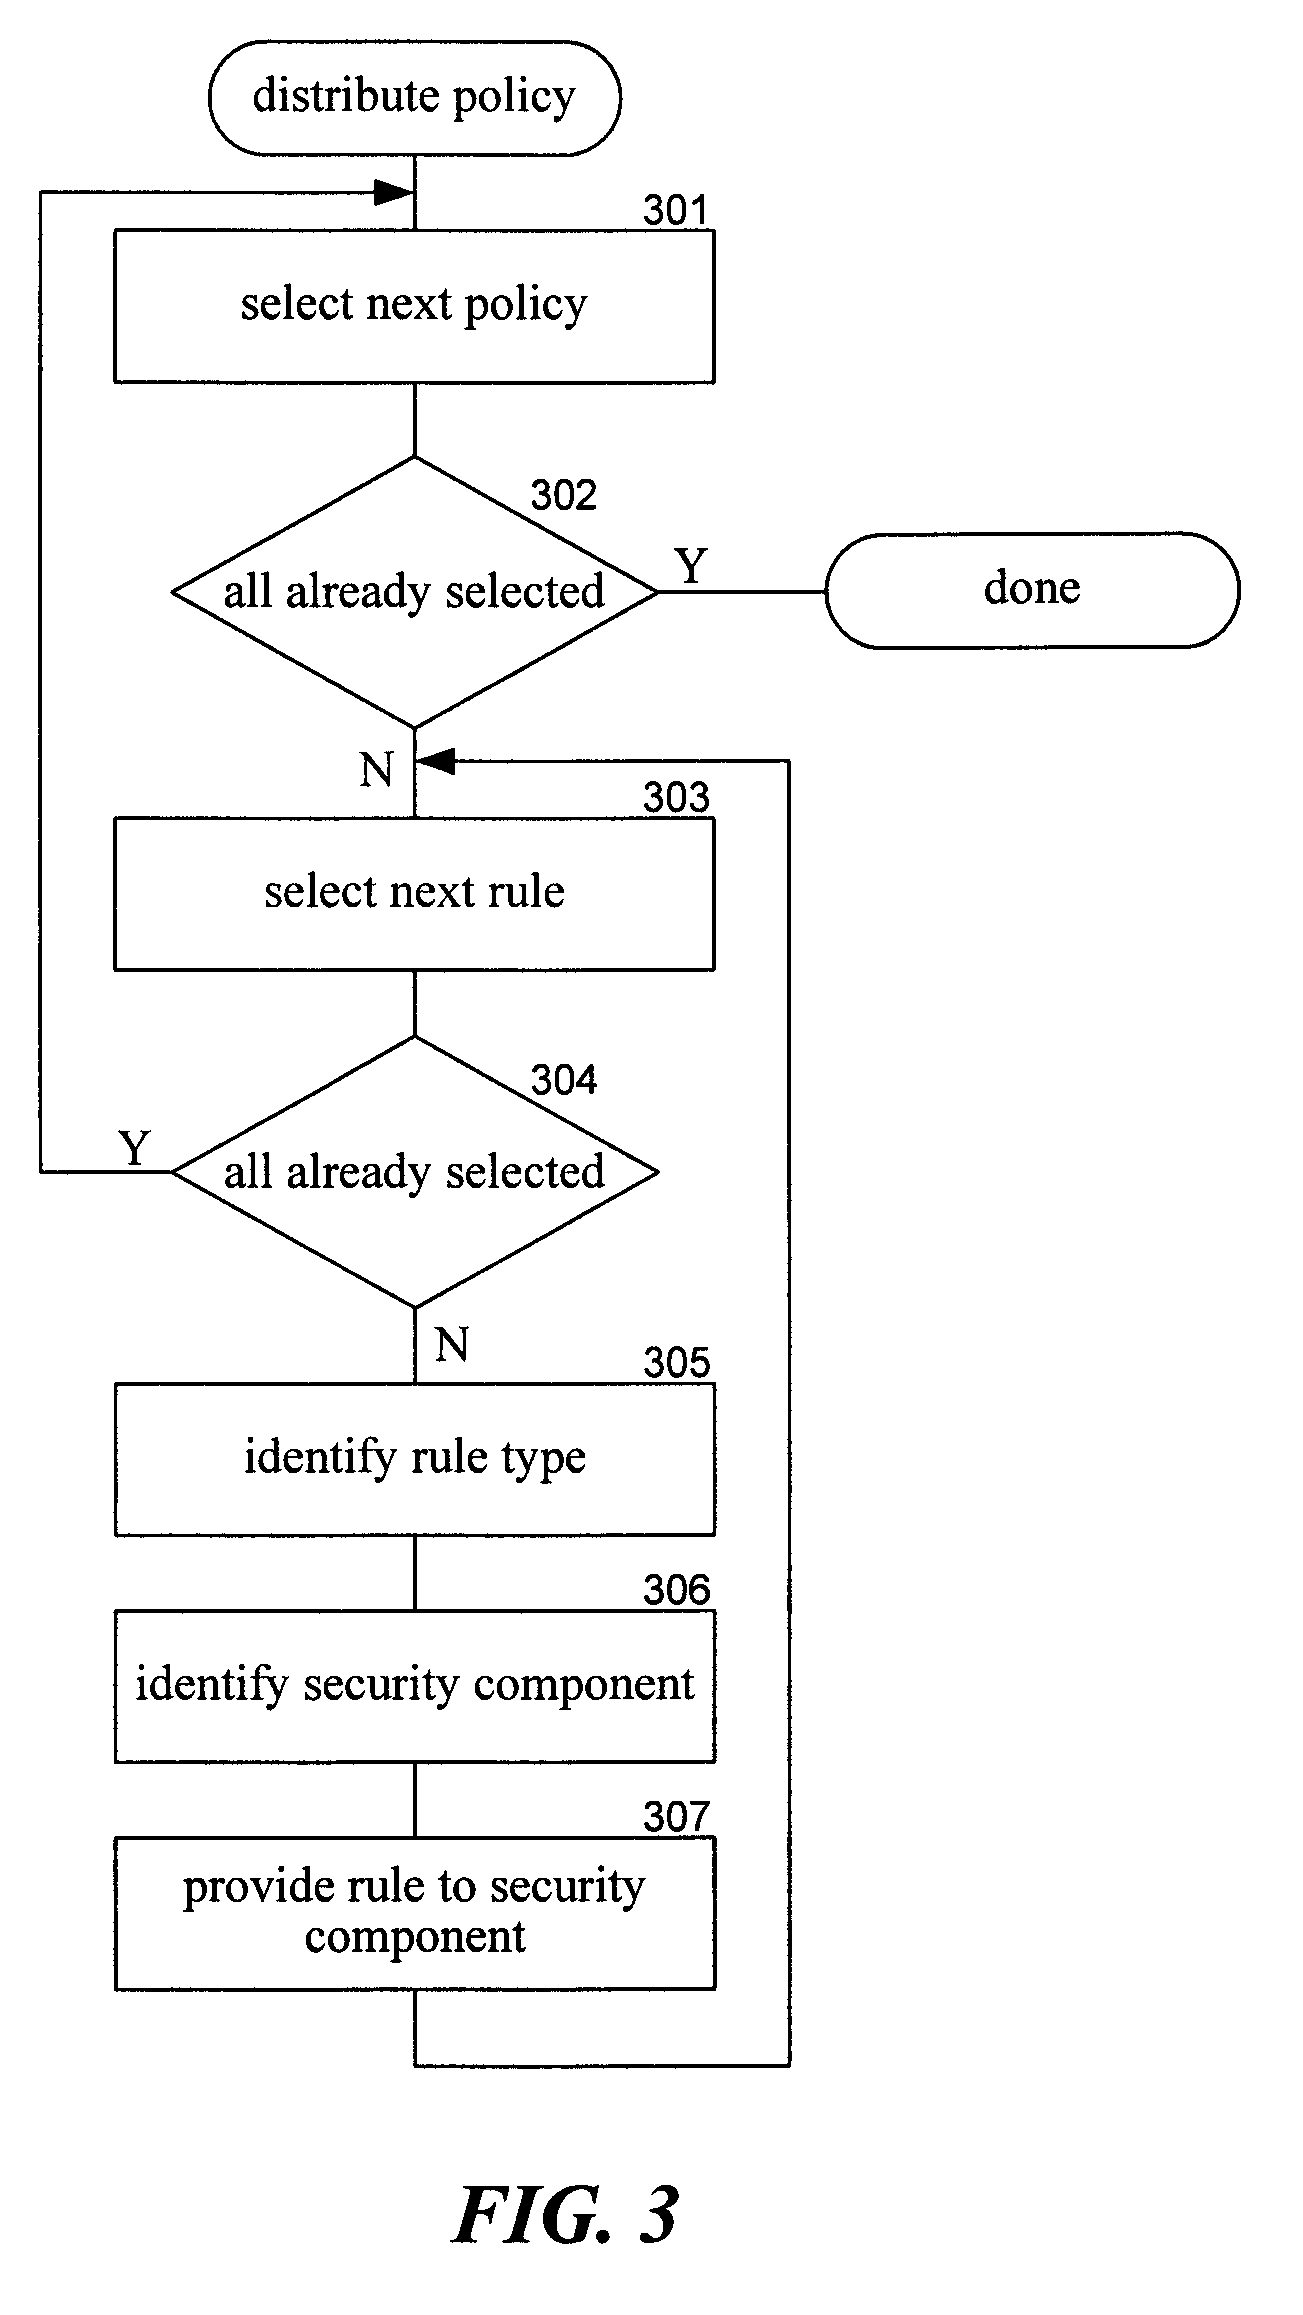 distribute policy
301
select next policy
302
all already selected
Y
done
N
303
select next rule
304
Y
all already selected
N
305
identify rule type
306
identify security component
307
provide rule to security
component
FIG. 3